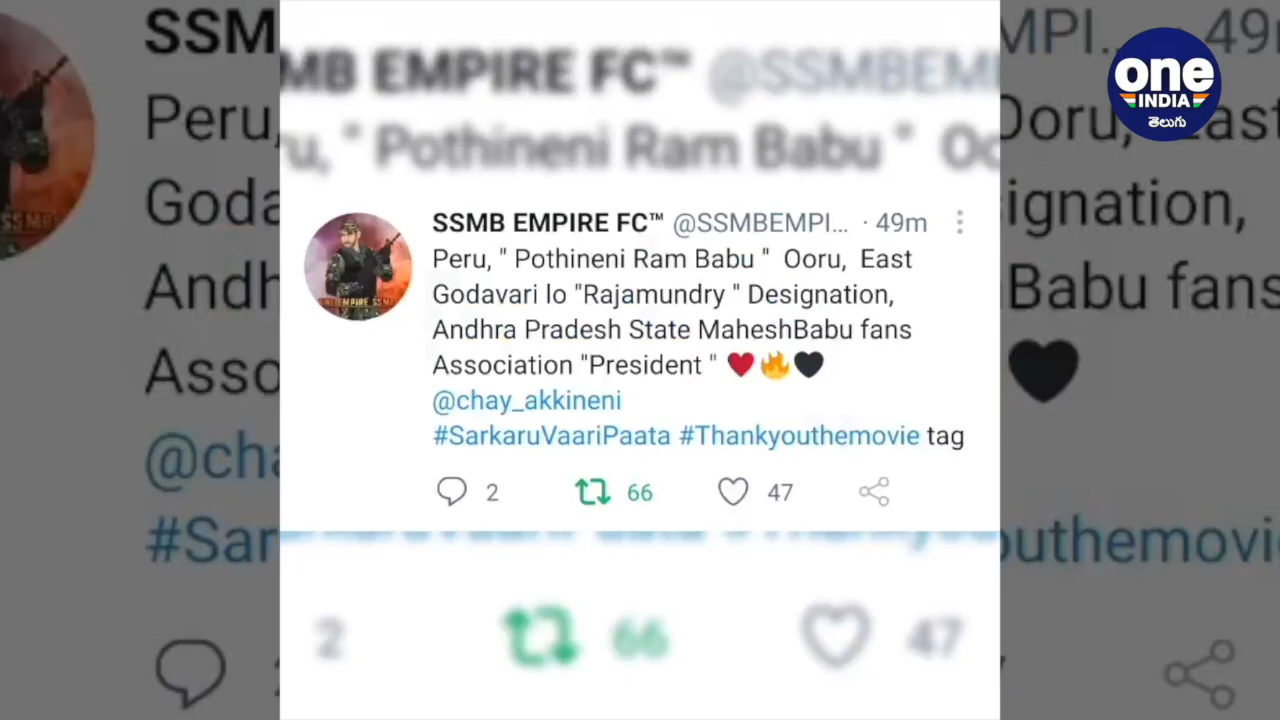 one
INDIA
తెలుగు
SSMB EMPIRE FC™ @SSMBEMPI... · 49m
Peru, " Pothineni Ram Babu " Ooru, East
Godavari lo "Rajamundry " Designation,
Andhra Pradesh State MaheshBabu fans
Association "President " ❤️🔥🖤
@chay_akkineni
#SarkaruVaariPaata #Thankyouthemovie tag
2 66 47